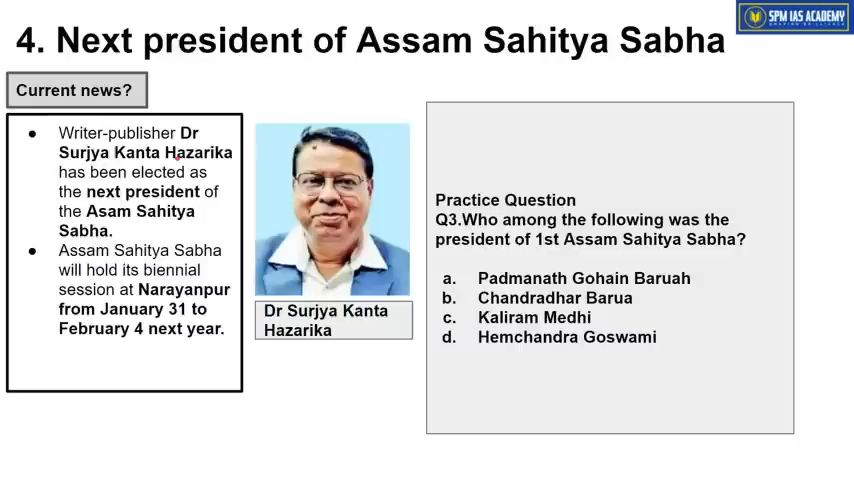 SPM IAS ACADEMY
4. Next president of Assam Sahitya Sabha
Current news?
● Writer-publisher Dr
Surjya Kanta Hazarika
has been elected as
the next president of
the Asam Sahitya
Sabha.
● Assam Sahitya Sabha
will hold its biennial
session at Narayanpur
from January 31 to
February 4 next year.
Dr Surjya Kanta
Hazarika
Practice Question
Q3.Who among the following was the
president of 1st Assam Sahitya Sabha?
a. Padmanath Gohain Baruah
b. Chandradhar Barua
c. Kaliram Medhi
d. Hemchandra Goswami